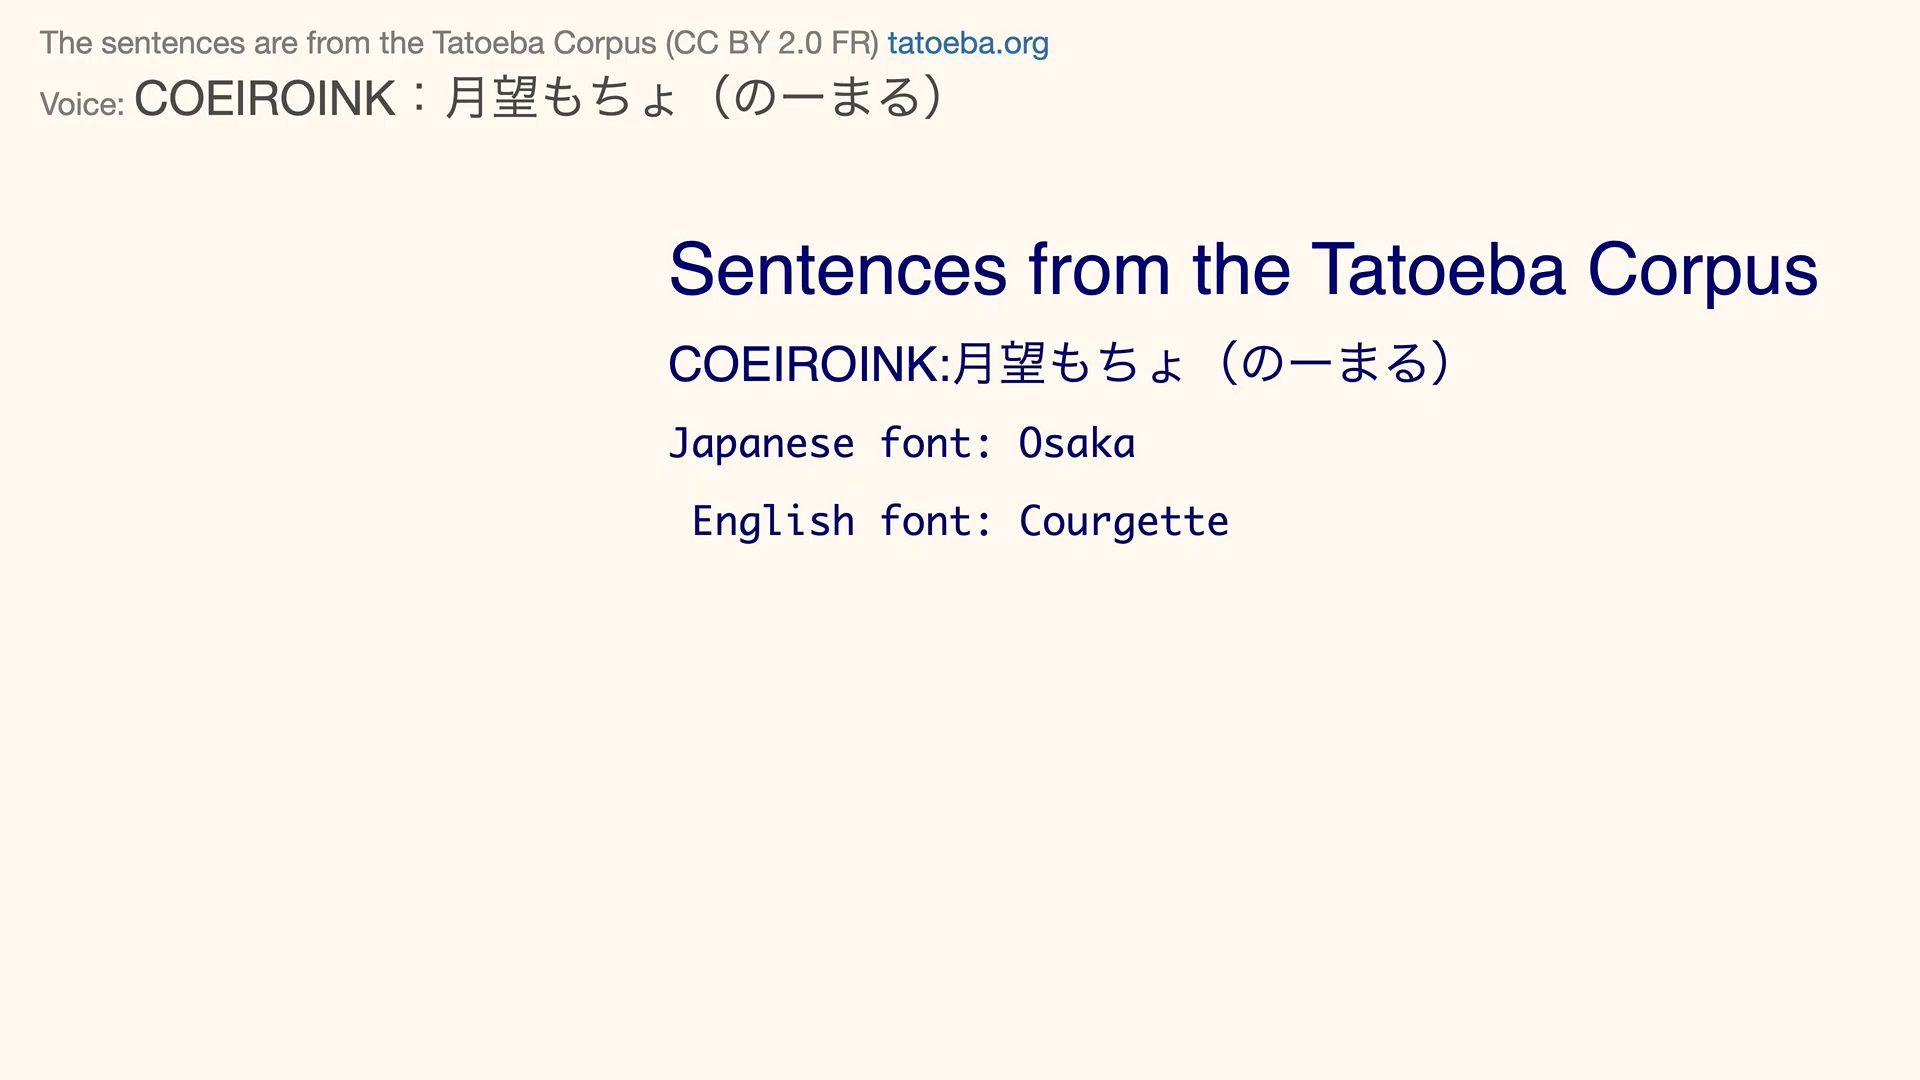 The sentences are from the Tatoeba Corpus (CC BY 2.0 FR) tatoeba.org
Voice: COEIROINK：月望もちょ（のーまる）
Sentences from the Tatoeba Corpus
COEIROINK:月望もちょ（のーまる）
Japanese font: Osaka
English font: Courgette